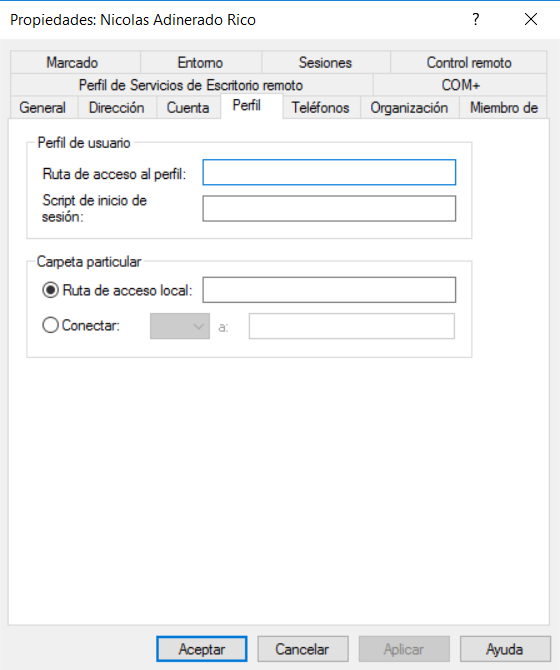 Propiedades: Nicolas Adinerado Rico ? ×
Marcado Entorno Sesiones Control remoto
Perfil de Servicios de Escritorio remoto COM+
General Dirección Cuenta Perfil Teléfonos Organización Miembro de
Perfil de usuario
Ruta de acceso al perfil:
Script de inicio de
sesión:
Carpeta particular
Ruta de acceso local:
Conectar: a:
Aceptar Cancelar Aplicar Ayuda